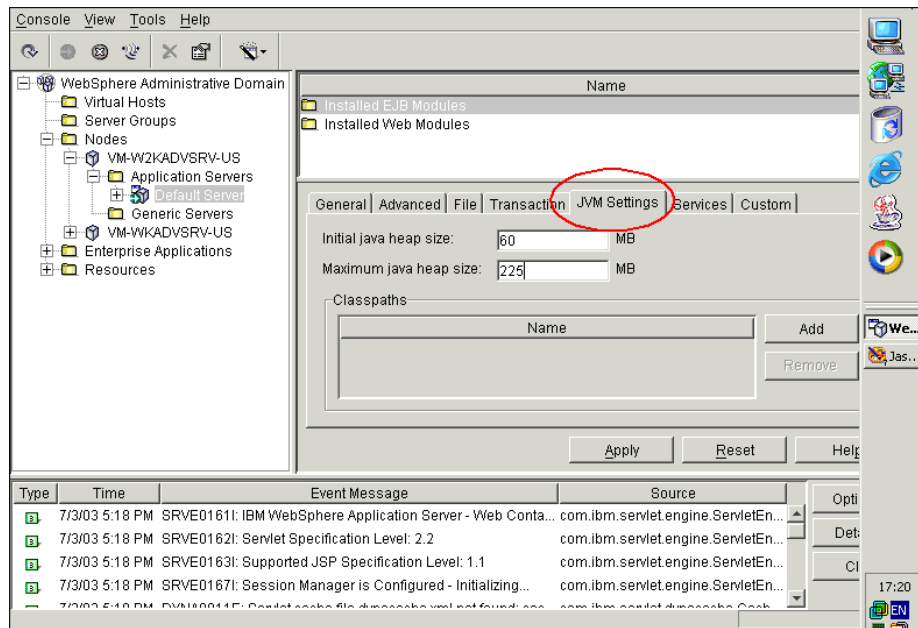 Console View Tools Help
WebSphere Administrative Domain
Virtual Hosts
Server Groups
Nodes
VM-W2KADVSRV-US
Application Servers
Default Server
Generic Servers
VM-WKADVSRV-US
Enterprise Applications
Resources
Name
Installed EJB Modules
Installed Web Modules
General Advanced File Transaction JVM Settings Services Custom
Initial java heap size: 60 MB
Maximum java heap size: 225 MB
Classpaths
Name
Add
Remove
Apply Reset Help
Type Time Event Message Source
7/3/03 5:18 PM SRVE0161I: IBM WebSphere Application Server - Web Conta... com.ibm.servlet.engine.ServletEn...
7/3/03 5:18 PM SRVE0162I: Servlet Specification Level: 2.2 com.ibm.servlet.engine.ServletEn...
7/3/03 5:18 PM SRVE0163I: Supported JSP Specification Level: 1.1 com.ibm.servlet.engine.ServletEn...
7/3/03 5:18 PM SRVE0167I: Session Manager is Configured - Initializing... com.ibm.servlet.engine.ServletEn...
Opti
Deta
Cl
We...
Jas..
17:20
EN